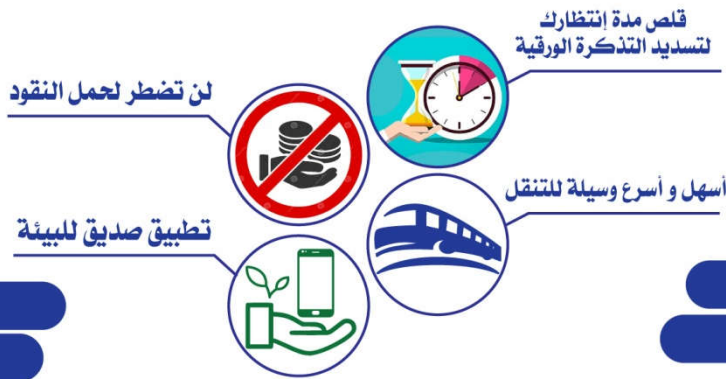 قلص مدة إنتظارك
لتسديد التذكرة الورقية
لن تضطر لحمل النقود
أسهل و أسرع وسيلة للتنقل
تطبيق صديق للبيئة